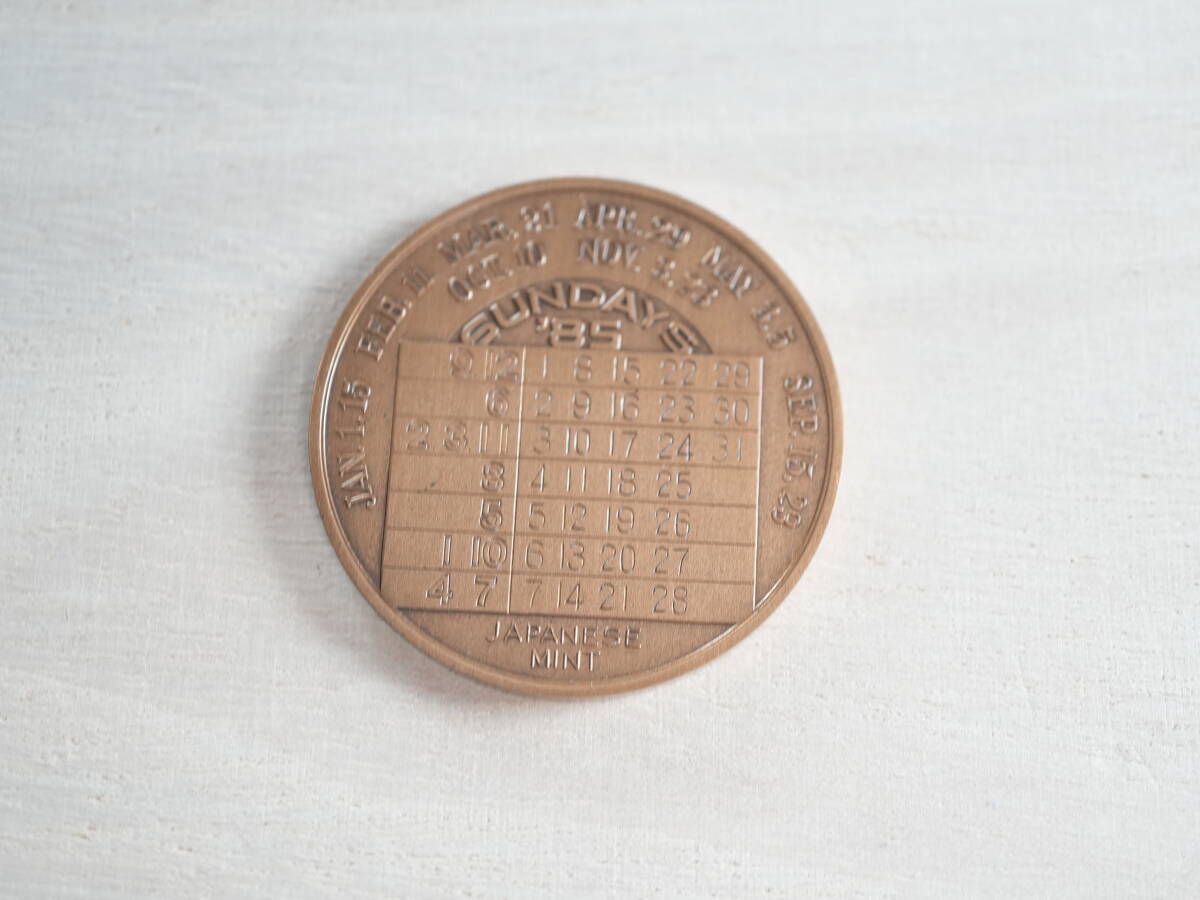 JAN. 1. 15 FEB. 11 MAR. 21 APR. 29 MAY 3. 5 SEP. 15. 23
OCT. 10 NOV. 3. 23
SUNDAYS
'85
9 12 1 8 15 22 29
6 2 9 16 23 30
2 3 11 3 10 17 24 31
8 4 11 18 25
5 5 12 19 26
1 10 6 13 20 27
4 7 7 14 21 28
JAPANESE
MINT